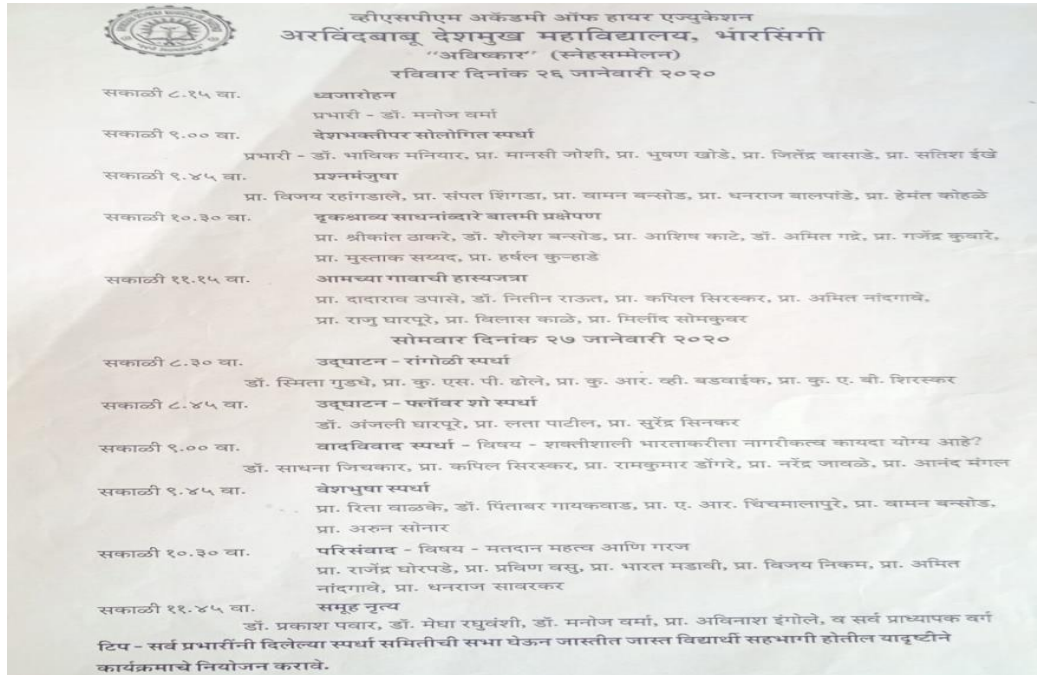 व्हीएसपीएम अकॅडमी ऑफ हायर एज्युकेशन
अरविंदबाबू देशमुख महाविद्यालय, भारसिंगी
"अविष्कार" (स्नेहसम्मेलन)
रविवार दिनांक २६ जानेवारी २०२०
सकाळी ८.१५ वा. ध्वजारोहन
प्रभारी - डॉ. मनोज वर्मा
सकाळी ९.०० वा. देशभक्तीपर सोलोगित स्पर्धा
प्रभारी - डॉ. भाविक मनियार, प्रा. मानसी जोशी, प्रा. भुषण खोडे, प्रा. जितेंद्र बासाडे, प्रा. सतिश ईखे
सकाळी ९.४५ वा. प्रश्नमंजुषा
प्रा. विजय रहांगडाले, प्रा. संपत शिंगडा, प्रा. वामन बन्सोड, प्रा. धनराज बालपांडे, प्रा. हेमंत कोहळे
सकाळी १०.३० वा. दृकश्राव्य साधनांव्दारे बातमी प्रक्षेपण
प्रा. श्रीकांत ठाकरे, डॉ. शैलेश बन्सोड, प्रा. आशिष काटे, डॉ. अमित गद्रे, प्रा. गजेंद्र कुवारे,
प्रा. मुस्ताक सय्यद, प्रा. हर्षल कुऱ्हाडे
सकाळी ११.१५ वा. आमच्या गावाची हास्यजत्रा
प्रा. दादाराव उपासे, डॉ. नितीन राऊत, प्रा. कपिल सिरस्कर, प्रा. अमित नांदगावे,
प्रा. राजु घारपूरे, प्रा. विलास काळे, प्रा. मिलींद सोमकुवर
सोमवार दिनांक २७ जानेवारी २०२०
सकाळी ८.३० वा. उद्घाटन - रांगोळी स्पर्धा
डॉ. स्मिता गुडधे, प्रा. कु. एस. पी. ढोले, प्रा. कु. आर. व्ही. बडवाईक, प्रा. कु. ए. बी. शिरस्कर
सकाळी ८.४५ वा. उद्घाटन - फ्लॉवर शो स्पर्धा
डॉ. अंजली घारपूरे, प्रा. लता पाटील, प्रा. सुरेंद्र सिनकर
सकाळी ९.०० वा. वादविवाद स्पर्धा - विषय - शक्तीशाली भारताकरीता नागरीकत्व कायदा योग्य आहे?
डॉ. साधना जिचकार, प्रा. कपिल सिरस्कर, प्रा. रामकुमार डोंगरे, प्रा. नरेंद्र जावळे, प्रा. आनंद मंगल
सकाळी ९.४५ वा. वेशभुषा स्पर्धा
प्रा. रिता वाळके, डॉ. पिंताबर गायकवाड, प्रा. ए. आर. चिंचमालापुरे, प्रा. वामन बन्सोड,
प्रा. अरुन सोनार
सकाळी १०.३० वा. परिसंवाद - विषय - मतदान महत्व आणि गरज
प्रा. राजेंद्र घोरपडे, प्रा. प्रविण वसु, प्रा. भारत मडावी, प्रा. विजय निकम, प्रा. अमित
नांदगावे, प्रा. धनराज सावरकर
सकाळी ११.४५ वा. समूह नृत्य
डॉ. प्रकाश पवार, डॉ. मेधा रघुवंशी, डॉ. मनोज वर्मा, प्रा. अविनाश इंगोले, व सर्व प्राध्यापक वर्ग
टिप - सर्व प्रभारींनी दिलेल्या स्पर्धा समितीची सभा घेऊन जास्तीत जास्त विद्यार्थी सहभागी होतील यादृष्टीने
कार्यक्रमाचे नियोजन करावे.